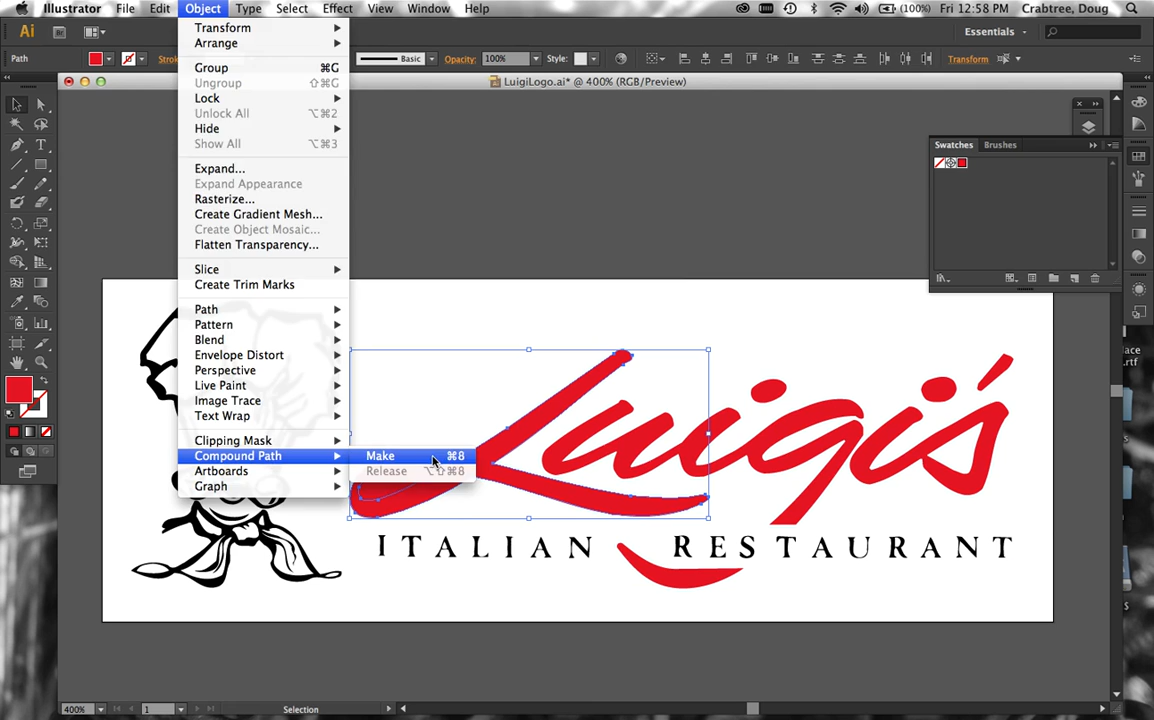 Illustrator File Edit Object Type Select Effect View Window Help (100%) Fri 12:58 PM Crabtree, Doug
Ai Br Essentials
Path Basic Opacity: 100% Style: Transform
LuigiLogo.ai* @ 400% (RGB/Preview)
Transform
Arrange
Group ⌘G
Ungroup ⇧⌘G
Lock
Unlock All ⌥⌘2
Hide
Show All ⌥⌘3
Expand...
Expand Appearance
Rasterize...
Create Gradient Mesh...
Create Object Mosaic...
Flatten Transparency...
Slice
Create Trim Marks
Path
Pattern
Blend
Envelope Distort
Perspective
Live Paint
Image Trace
Text Wrap
Clipping Mask
Compound Path
Artboards
Graph
Make ⌘8
Release ⌥⇧⌘8
Swatches Brushes
Luigi's
ITALIAN RESTAURANT
lace
.rtf
400% 1 Selection